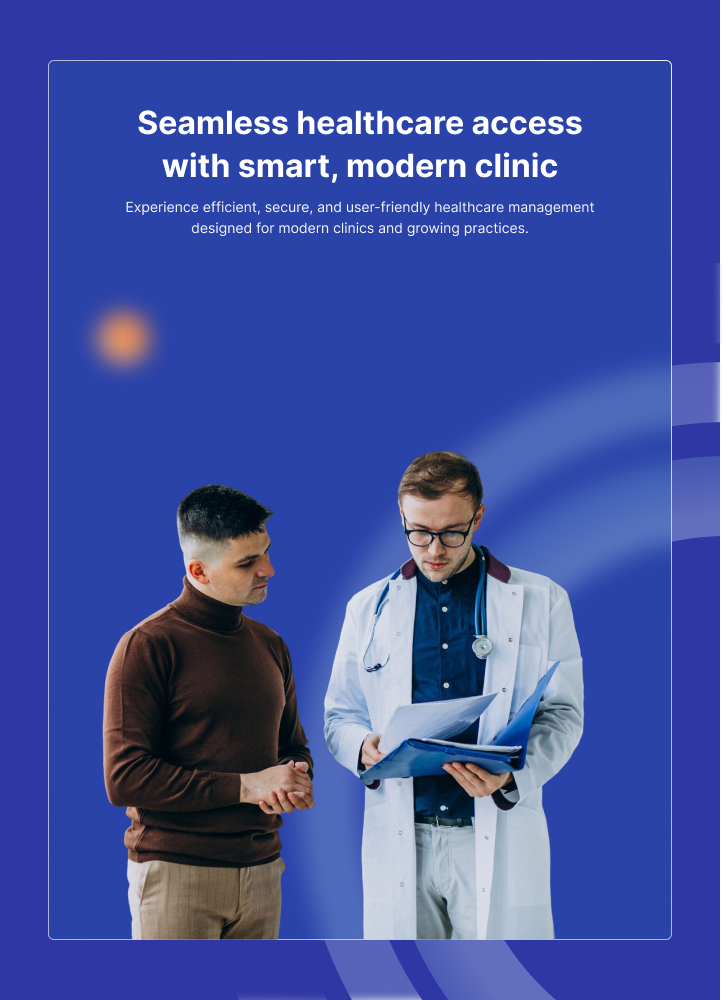 Seamless healthcare access
with smart, modern clinic
Experience efficient, secure, and user-friendly healthcare management
designed for modern clinics and growing practices.